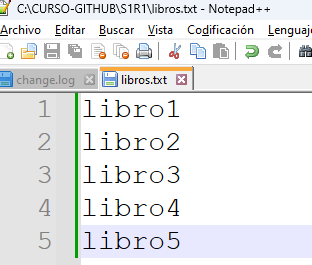 C:\CURSO-GITHUB\S1R1\libros.txt - Notepad++
Archivo Editar Buscar Vista Codificación Lenguaje
change.log libros.txt
1 libro1
2 libro2
3 libro3
4 libro4
5 libro5